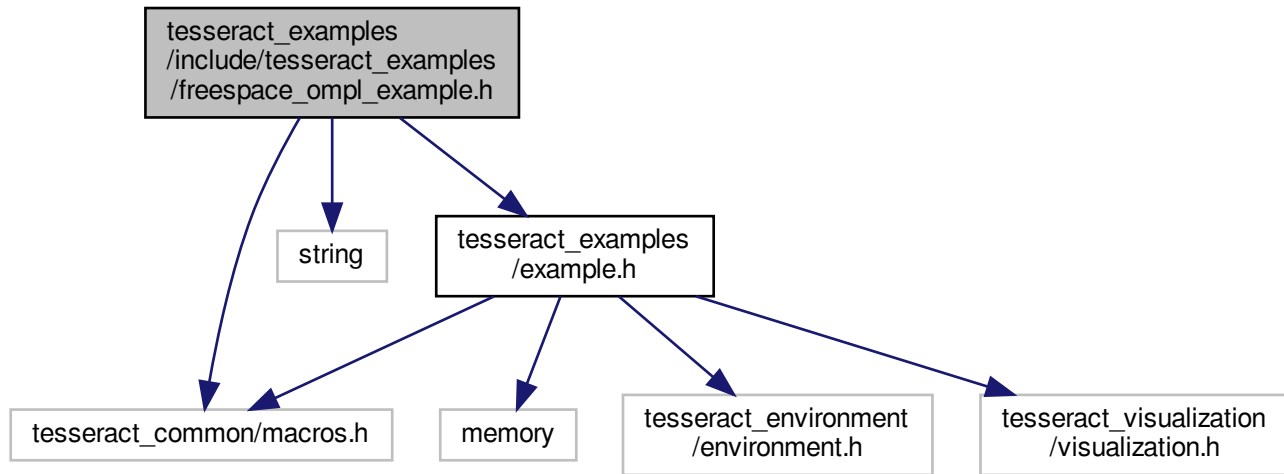 tesseract_examples
/include/tesseract_examples
/freespace_ompl_example.h
string
tesseract_examples
/example.h
tesseract_common/macros.h
memory
tesseract_environment
/environment.h
tesseract_visualization
/visualization.h